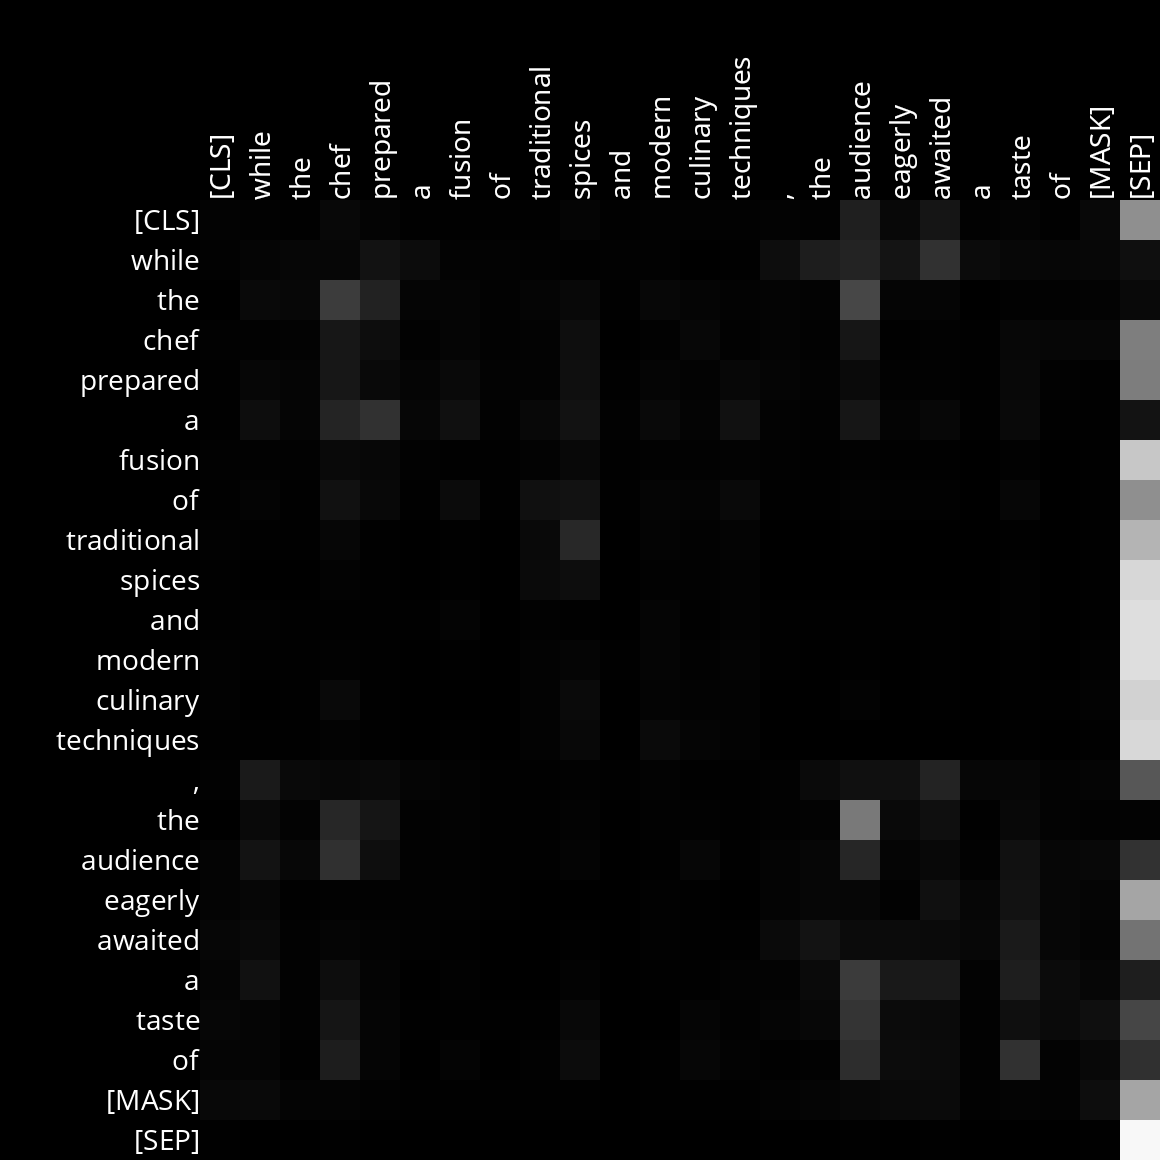 [CLS] while the chef prepared a fusion of traditional spices and modern culinary techniques , the audience eagerly awaited a taste of [MASK] [SEP]
[CLS]
while
the
chef
prepared
a
fusion
of
traditional
spices
and
modern
culinary
techniques
,
the
audience
eagerly
awaited
a
taste
of
[MASK]
[SEP]